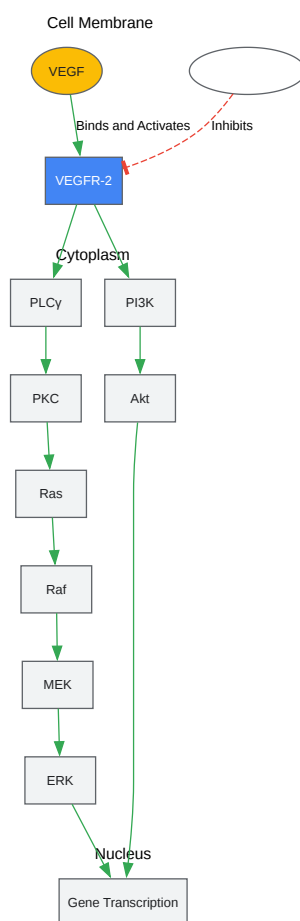 Cell Membrane
VEGF
Binds and Activates
Inhibits
VEGFR-2
Cytoplasm
PLCγ
PI3K
PKC
Akt
Ras
Raf
MEK
ERK
Nucleus
Gene Transcription